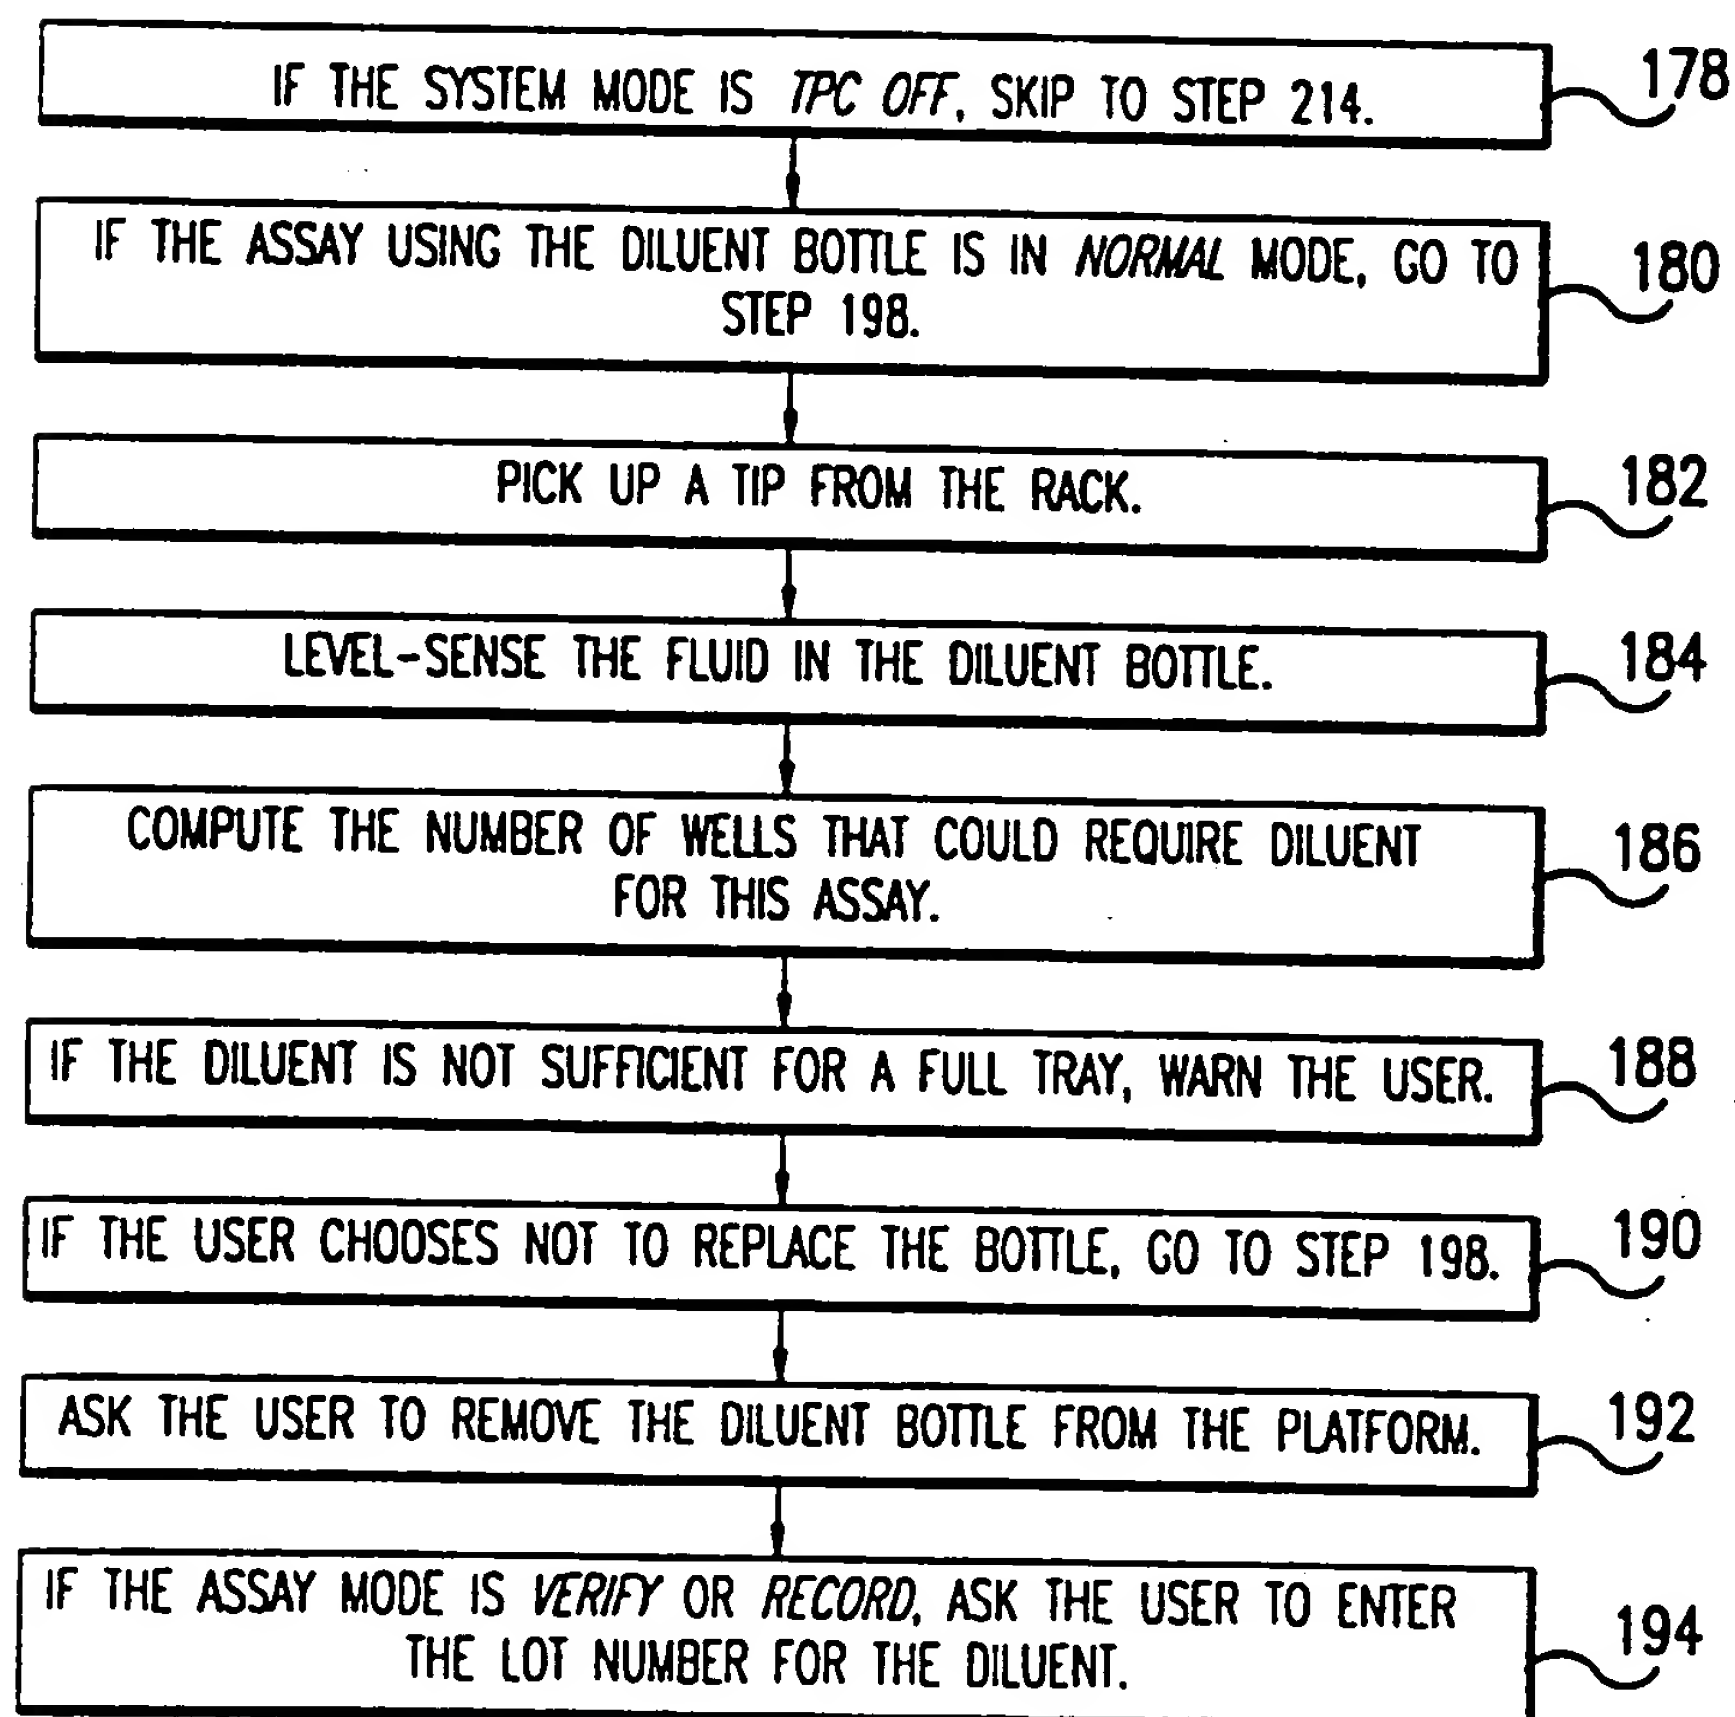 IF THE SYSTEM MODE IS TPC OFF, SKIP TO STEP 214.
178
IF THE ASSAY USING THE DILUENT BOTTLE IS IN NORMAL MODE, GO TO
STEP 198.
180
PICK UP A TIP FROM THE RACK.
182
LEVEL-SENSE THE FLUID IN THE DILUENT BOTTLE.
184
COMPUTE THE NUMBER OF WELLS THAT COULD REQUIRE DILUENT
FOR THIS ASSAY.
186
IF THE DILUENT IS NOT SUFFICIENT FOR A FULL TRAY, WARN THE USER.
188
IF THE USER CHOOSES NOT TO REPLACE THE BOTTLE, GO TO STEP 198.
190
ASK THE USER TO REMOVE THE DILUENT BOTTLE FROM THE PLATFORM.
192
IF THE ASSAY MODE IS VERIFY OR RECORD, ASK THE USER TO ENTER
THE LOT NUMBER FOR THE DILUENT.
194